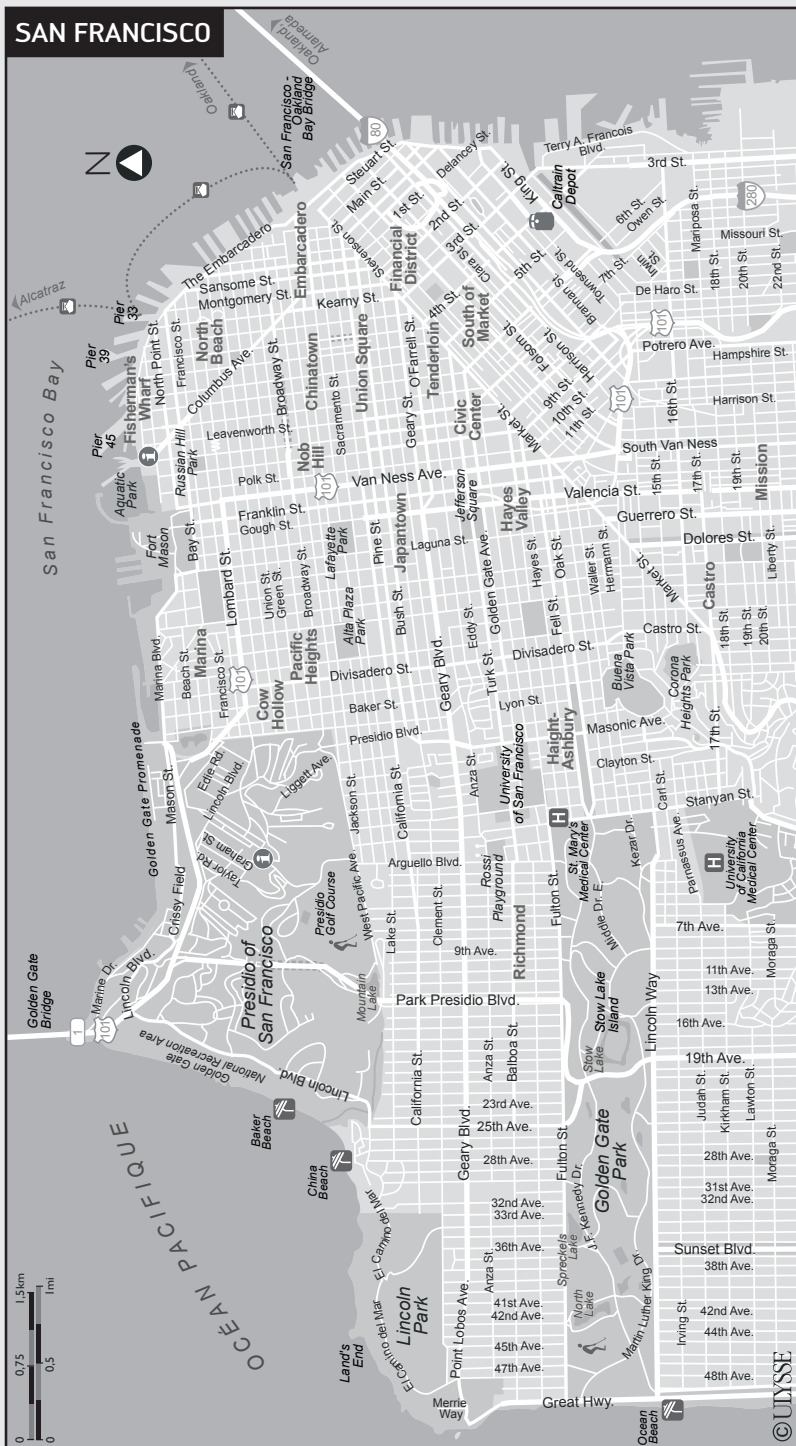 SAN FRANCISCO
Oakland,
Alameda
Oakland
San Francisco -
Oakland
Bay Bridge
80
N
Alcatraz
San Francisco Bay
Pier
45
Pier
39
Pier
33
Fisherman's
Wharf
North Point St.
Francisco St.
North
Beach
Columbus Ave.
The Embarcadero
Sansome St.
Montgomery St.
Embarcadero
Kearny St.
Broadway St.
Chinatown
Sacramento St.
Union Square
Leavenworth St.
Nob
Hill
Polk St.
Russian Hill
Park
Aquatic
Park
Fort
Mason
Bay St.
Lombard St.
Franklin St.
Gough St.
101
Van Ness Ave.
Steuart St.
Main St.
1st St.
2nd St.
3rd St.
Stevenson St.
Financial
District
Clara St.
4th St.
South of
Market
Tenderloin
O'Farrell St.
Geary St.
Civic
Center
Delancey St.
King St.
Caltrain
Depot
Terry A. Francois
Blvd.
3rd St.
5th St.
Townsend St.
Brannan St.
7th St.
6th St.
Owen St.
Irwin
St.
Mariposa St.
280
Missouri St.
18th St.
20th St.
22nd St.
De Haro St.
Folsom St.
Harrison St.
101
Potrero Ave.
Hampshire St.
9th St.
10th St.
11th St.
101
16th St.
Harrison St.
Market St.
South Van Ness
15th St.
17th St.
19th St.
Mission
Valencia St.
Guerrero St.
Dolores St.
Liberty St.
Jefferson
Square
Hayes
Valley
Lafayette
Park
Pine St.
Japantown
Laguna St.
Golden Gate Ave.
Hayes St.
Oak St.
Waller St.
Hermann St.
Market St.
Castro
Castro St.
18th St.
19th St.
20th St.
Marina Blvd.
Beach St.
Marina
Francisco St.
101
Cow
Hollow
Union St.
Green St.
Broadway St.
Pacific
Heights
Alta Plaza
Park
Bush St.
Eddy St.
Turk St.
Fell St.
Divisadero St.
Divisadero St.
Geary Blvd.
Baker St.
Lyon St.
Buena
Vista Park
Corona
Heights Park
Presidio Blvd.
Masonic Ave.
17th St.
Haight-
Ashbury
Clayton St.
Carl St.
Stanyan St.
Golden Gate Promenade
Mason St.
Edie Rd.
Lincoln Blvd.
Liggett Ave.
Graham St.
Taylor Rd
Crissy Field
Jackson St.
California St.
Anza St.
University
of San Francisco
H
St. Mary's
Medical Center
Kezar Dr.
Parnassus Ave.
H
University
of California
Medical Center
Presidio
Golf Course
West Pacific Ave.
Arguello Blvd.
Rossi
Playground
Fulton St.
Middle Dr. E.
Lake St.
Clement St.
9th Ave.
Richmond
7th Ave.
Moraga St.
11th Ave.
13th Ave.
Golden Gate
Bridge
1
101
Marine Dr.
Lincoln Blvd.
Presidio of
San Francisco
Mountain
Lake
Park Presidio Blvd.
Stow Lake
Island
Stow
Lake
Lincoln Way
16th Ave.
19th Ave.
Golden Gate
National Recreation Area
Lincoln Blvd.
California St.
Anza St.
Balboa St.
23rd Ave.
25th Ave.
28th Ave.
Geary Blvd.
Fulton St.
Golden Gate
Park
Judah St.
Kirkham St.
Lawton St.
28th Ave.
Moraga St.
31st Ave.
32nd Ave.
Baker
Beach
China
Beach
OCÉAN PACIFIQUE
El Camino del Mar
32nd Ave.
33rd Ave.
J.F. Kennedy Dr.
Spreckels
Lake
36th Ave.
Sunset Blvd.
38th Ave.
El Camino del Mar
Lincoln
Park
Anza St.
41st Ave.
42nd Ave.
North
Lake
Martin Luther King Dr
Irving St.
42nd Ave.
44th Ave.
Land's
End
Point Lobos Ave.
45th Ave.
47th Ave.
48th Ave.
Merrie
Way
Great Hwy.
Ocean
Beach
0 0,75 1,5km
0 0,5 1mi
©ULYSSE